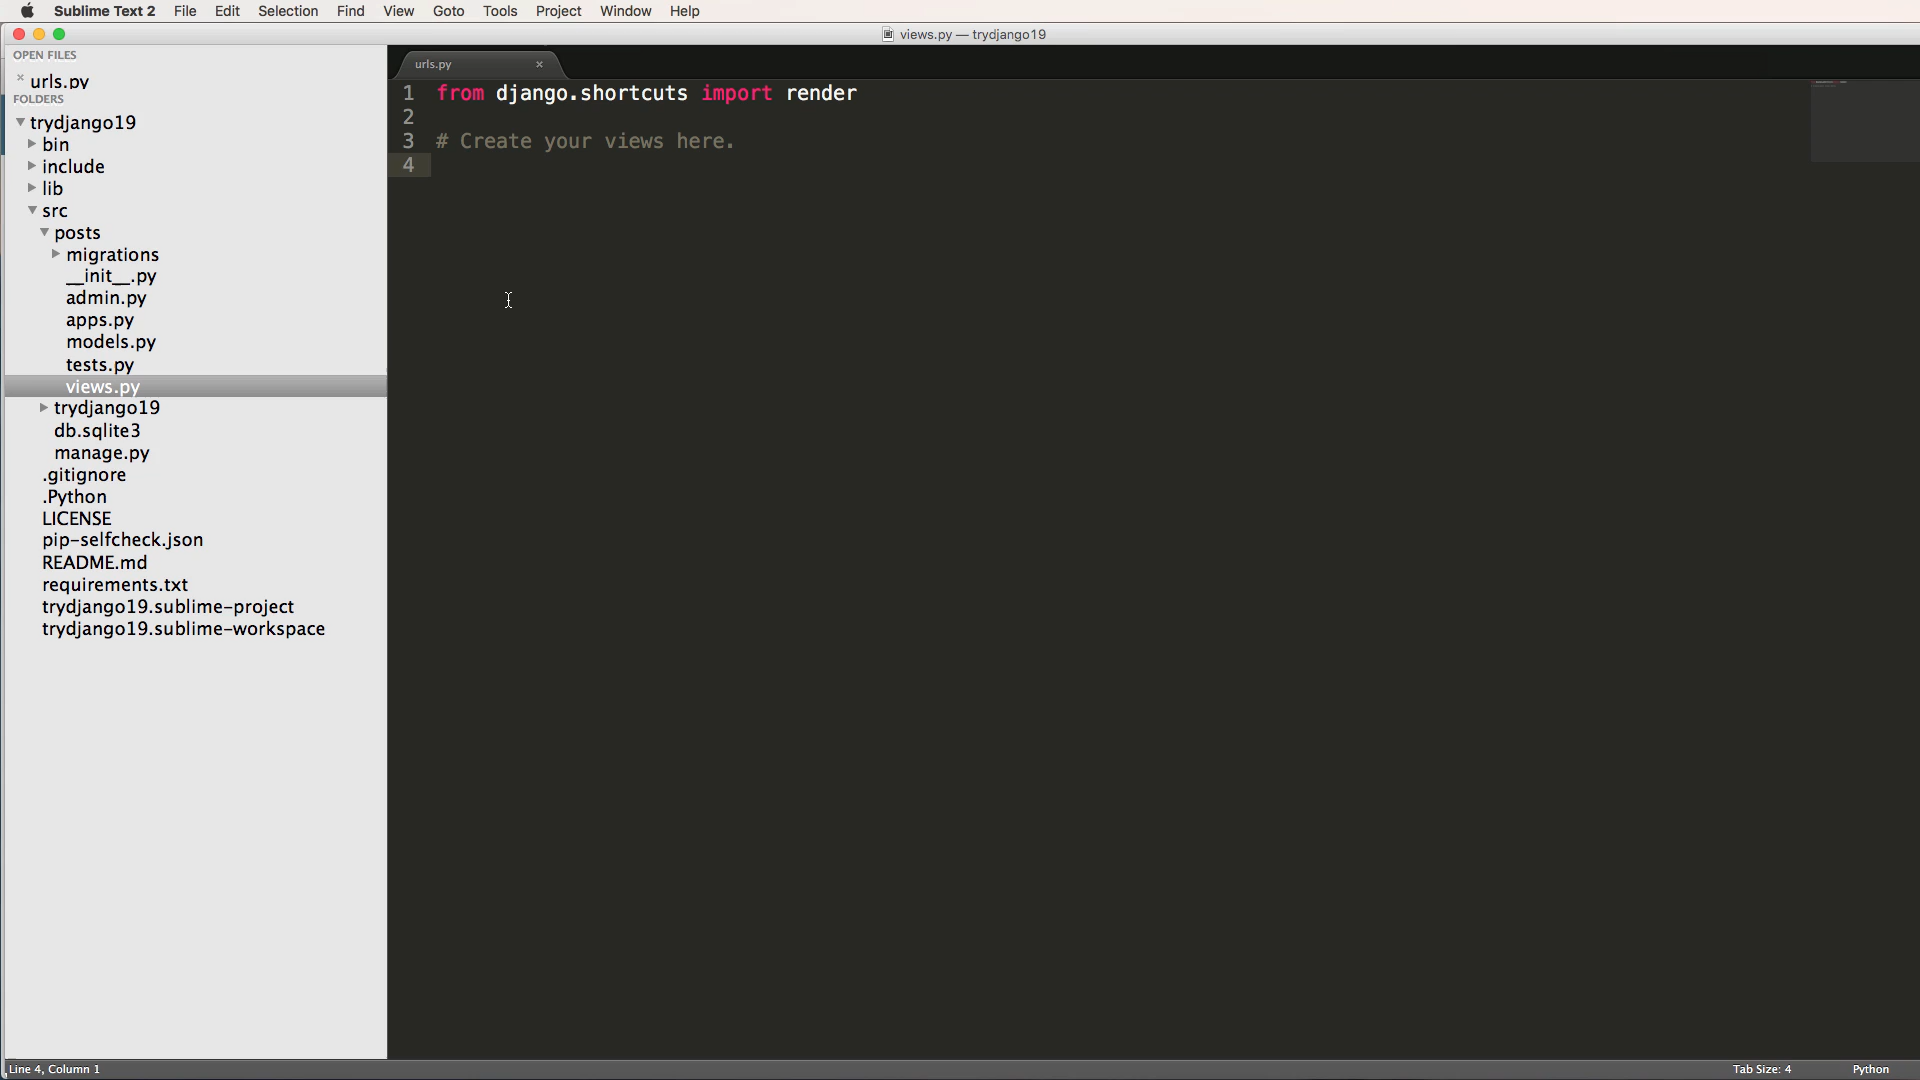 Sublime Text 2 File Edit Selection Find View Goto Tools Project Window Help
views.py — trydjango19
OPEN FILES
× urls.py
FOLDERS
trydjango19
bin
include
lib
src
posts
migrations
__init__.py
admin.py
apps.py
models.py
tests.py
views.py
trydjango19
db.sqlite3
manage.py
.gitignore
.Python
LICENSE
pip-selfcheck.json
README.md
requirements.txt
trydjango19.sublime-project
trydjango19.sublime-workspace
urls.py ×
1 from django.shortcuts import render
2
3 # Create your views here.
4
Line 4, Column 1
Tab Size: 4 Python